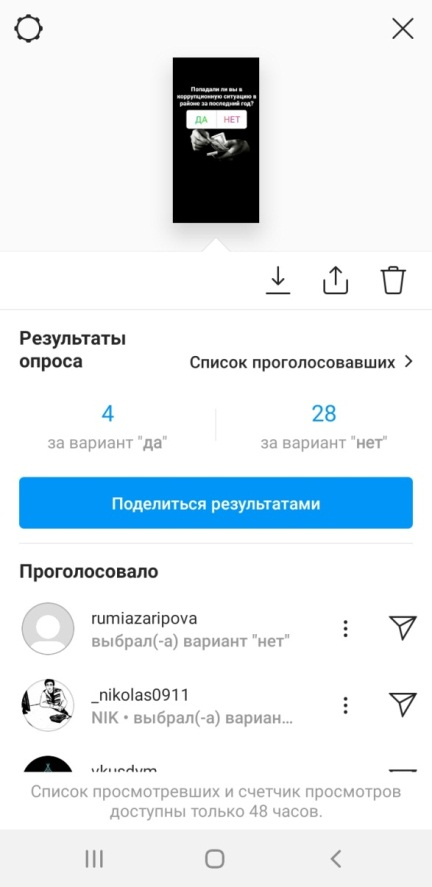 Попадали ли вы в
коррупционную ситуацию в
районе за последний год?
ДА НЕТ
Результаты
опроса
Список проголосовавших
4 28
за вариант "да" за вариант "нет"
Поделиться результатами
Проголосовало
rumiazaripova
выбрал(-а) вариант "нет"
_nikolas0911
NIK • выбрал(-а) вариан...
Список просмотревших и счетчик просмотров
доступны только 48 часов.